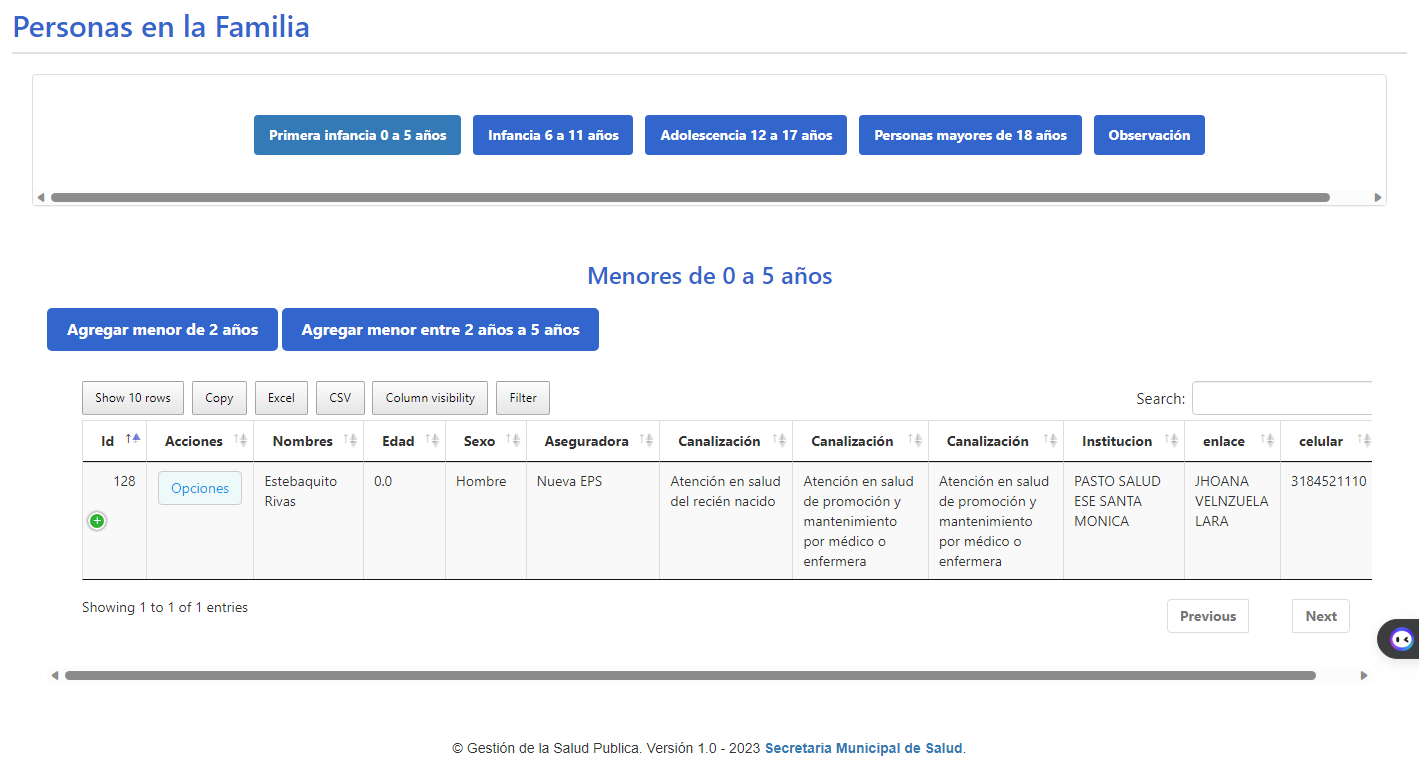 Personas en la Familia
Primera infancia 0 a 5 años Infancia 6 a 11 años Adolescencia 12 a 17 años Personas mayores de 18 años Observación
Menores de 0 a 5 años
Agregar menor de 2 años Agregar menor entre 2 años a 5 años
Show 10 rows Copy Excel CSV Column visibility Filter Search:
Id Acciones Nombres Edad Sexo Aseguradora Canalización Canalización Canalización Institucion enlace celular
128 Opciones Estebaquito 0.0 Hombre Nueva EPS Atención en salud Atención en salud Atención en salud PASTO SALUD JHOANA 3184521110
Rivas del recién nacido de promoción y de promoción y ESE SANTA VELNZUELA
mantenimiento mantenimiento MONICA LARA
por médico o por médico o
enfermera enfermera
Showing 1 to 1 of 1 entries Previous Next
© Gestión de la Salud Publica. Versión 1.0 - 2023 Secretaria Municipal de Salud.